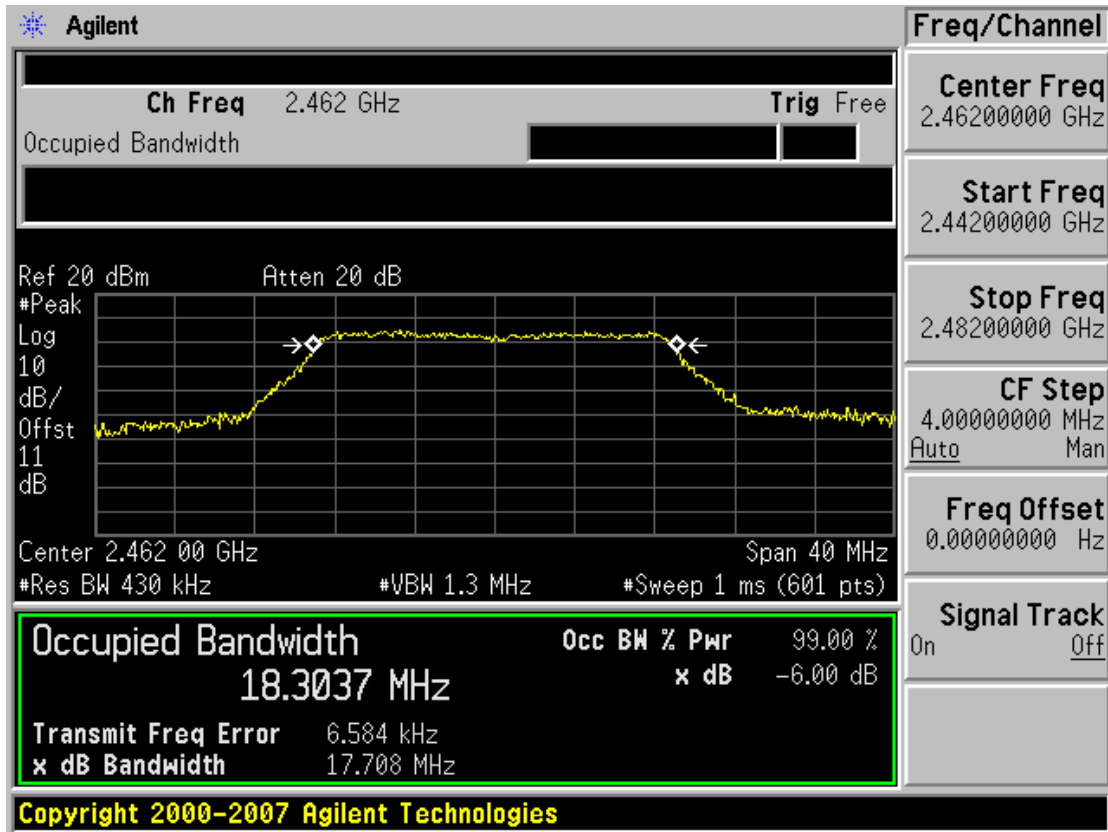 Agilent
Freq/Channel
Ch Freq 2.462 GHz Trig Free
Occupied Bandwidth
Center Freq
2.46200000 GHz
Start Freq
2.44200000 GHz
Stop Freq
2.48200000 GHz
CF Step
4.00000000 MHz
Auto Man
Freq Offset
0.00000000 Hz
Signal Track
On Off
Ref 20 dBm Atten 20 dB
#Peak
Log
10
dB/
Offst
11
dB
Center 2.462 00 GHz Span 40 MHz
#Res BW 430 kHz #VBW 1.3 MHz #Sweep 1 ms (601 pts)
Occupied Bandwidth Occ BW % Pwr 99.00 %
18.3037 MHz x dB -6.00 dB
Transmit Freq Error 6.584 kHz
x dB Bandwidth 17.708 MHz
Copyright 2000-2007 Agilent Technologies